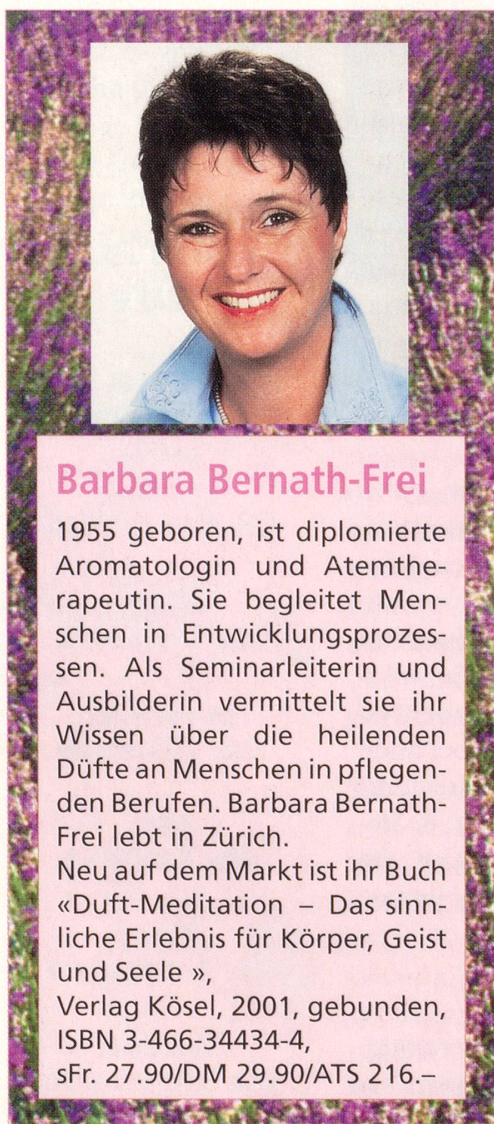 Barbara Bernath-Frei
1955 geboren, ist diplomierte
Aromatologin und Atemthe-
rapeutin. Sie begleitet Men-
schen in Entwicklungsprozes-
sen. Als Seminarleiterin und
Ausbilderin vermittelt sie ihr
Wissen über die heilenden
Düfte an Menschen in pflegen-
den Berufen. Barbara Bernath-
Frei lebt in Zürich.
Neu auf dem Markt ist ihr Buch
«Duft-Meditation – Das sinn-
liche Erlebnis für Körper, Geist
und Seele »,
Verlag Kösel, 2001, gebunden,
ISBN 3-466-34434-4,
sFr. 27.90/DM 29.90/ATS 216.–